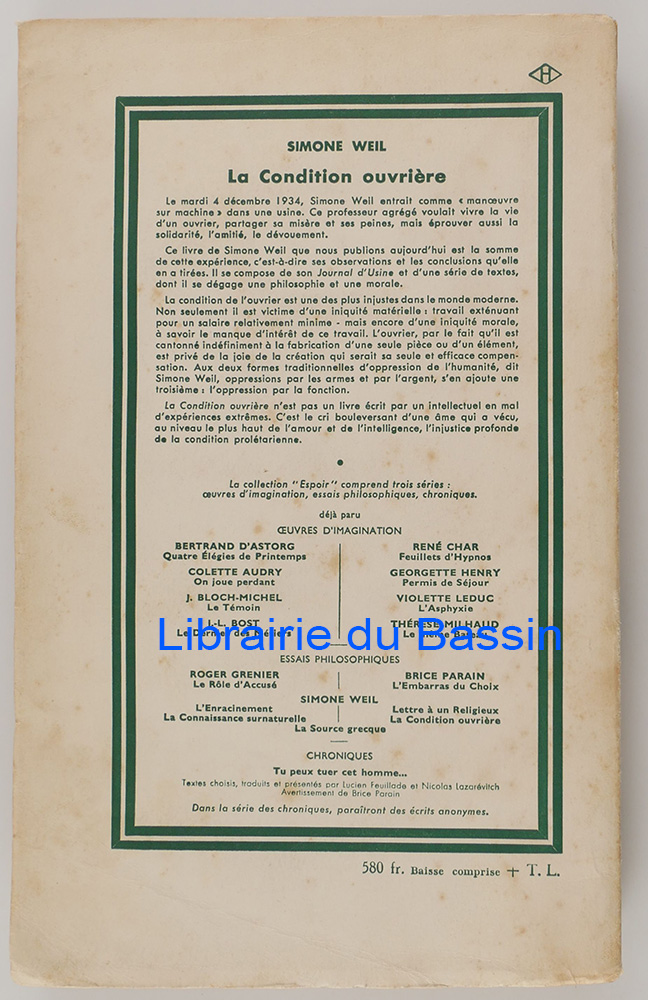 H
SIMONE WEIL
La Condition ouvrière
Le mardi 4 décembre 1934, Simone Weil entrait comme « manœuvre
sur machine » dans une usine. Ce professeur agrégé voulait vivre la vie
d'un ouvrier, partager sa misère et ses peines, mais éprouver aussi la
solidarité, l'amitié, le dévouement.
Ce livre de Simone Weil que nous publions aujourd'hui est la somme
de cette expérience, c'est-à-dire ses observations et les conclusions qu'elle
en a tirées. Il se compose de son Journal d'Usine et d'une série de textes,
dont il se dégage une philosophie et une morale.
La condition de l'ouvrier est une des plus injustes dans le monde moderne.
Non seulement il est victime d'une iniquité matérielle : travail exténuant
pour un salaire relativement minime - mais encore d'une iniquité morale,
à savoir le manque d'intérêt de ce travail. L'ouvrier, par le fait qu'il est
cantonné indéfiniment à la fabrication d'une seule pièce ou d'un élément,
est privé de la joie de la création qui serait sa seule et efficace compen-
sation. Aux deux formes traditionnelles d'oppression de l'humanité, dit
Simone Weil, oppressions par les armes et par l'argent, s'en ajoute une
troisième : l'oppression par la fonction.
La Condition ouvrière n'est pas un livre écrit par un intellectuel en mal
d'expériences extrêmes. C'est le cri bouleversant d'une âme qui a vécu,
au niveau le plus haut de l'amour et de l'intelligence, l'injustice profonde
de la condition prolétarienne.
La collection "Espoir" comprend trois séries :
œuvres d'imagination, essais philosophiques, chroniques.
déjà paru
ŒUVRES D'IMAGINATION
BERTRAND D'ASTORG
Quatre Élégies de Printemps
COLETTE AUDRY
On joue perdant
J. BLOCH-MICHEL
Le Témoin
J.-L. BOST
Le Dernier des Métiers
RENÉ CHAR
Feuillets d'Hypnos
GEORGETTE HENRY
Permis de Séjour
VIOLETTE LEDUC
L'Asphyxie
THÉRÈSE MILHAUD
Le
Librairie du Bassin
ESSAIS PHILOSOPHIQUES
ROGER GRENIER
Le Rôle d'Accusé
BRICE PARAIN
L'Embarras du Choix
SIMONE WEIL
L'Enracinement
La Connaissance surnaturelle
Lettre à un Religieux
La Condition ouvrière
La Source grecque
CHRONIQUES
Tu peux tuer cet homme...
Textes choisis, traduits et présentés par Lucien Feuillade et Nicolas Lazarévitch
Avertissement de Brice Parain
Dans la série des chroniques, paraîtront des écrits anonymes.
580 fr. Baisse comprise + T. L.